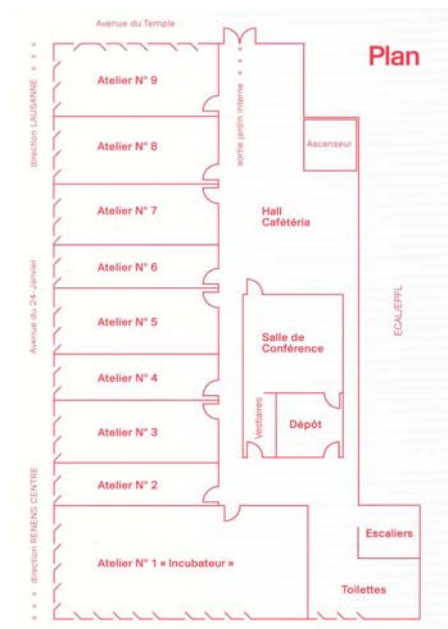 Avenue du Temple
Plan
direction LAUSANNE
sortie jardin interne
Atelier N° 9
Atelier N° 8
Ascenseur
Atelier N° 7
Hall
Cafétéria
Atelier N° 6
Avenue du 24-Janvier
ECAL/EPFL
Atelier N° 5
Salle de
Conférence
Atelier N° 4
Vestiaires
Dépôt
Atelier N° 3
Atelier N° 2
direction RENENS CENTRE
Escaliers
Atelier N° 1 « Incubateur »
Toilettes